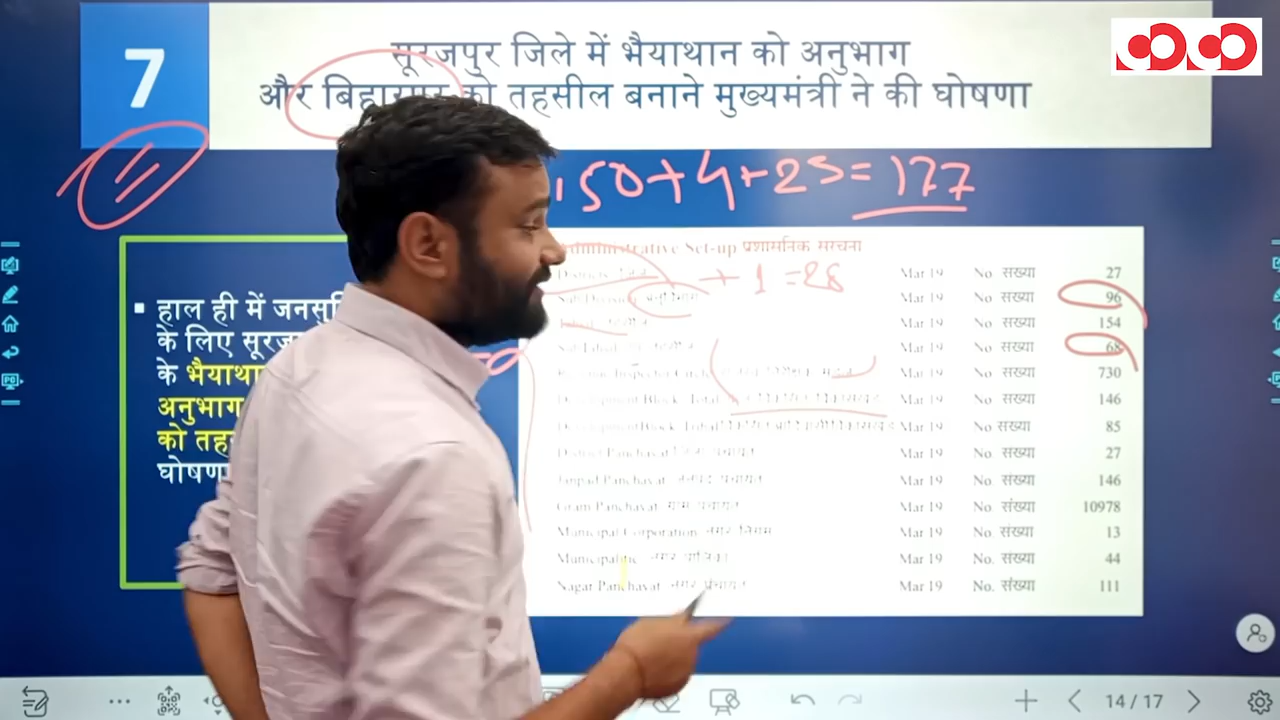 7
सूरजपुर जिले में भैयाथान को अनुभाग
और बिहारपुर को तहसील बनाने मुख्यमंत्री ने की घोषणा
150+4+23=177
हाल ही में जनसु
के लिए सूरज
के भैयाथा
अनुभाग
को तह
घोषणा
Administrative Set-up प्रशासनिक संरचना
Mar 19 No संख्या 27
+ 1 =28
Mar 19 No संख्या 96
Mar 19 No संख्या 154
Mar 19 No संख्या 68
Mar 19 No संख्या 730
Development Block Total Mar 19 No संख्या 146
Mar 19 No संख्या 85
District Panchayat जिला पंचायत Mar 19 No संख्या 27
Janpad Panchayat जनपद पंचायत Mar 19 No संख्या 146
Gram Panchayat ग्राम पंचायत Mar 19 No. संख्या 10978
Municipal Corporation नगर निगम Mar 19 No. संख्या 13
नगर पालिका Mar 19 No. संख्या 44
Nagar Panchayat नगर पंचायत Mar 19 No. संख्या 111
14/17